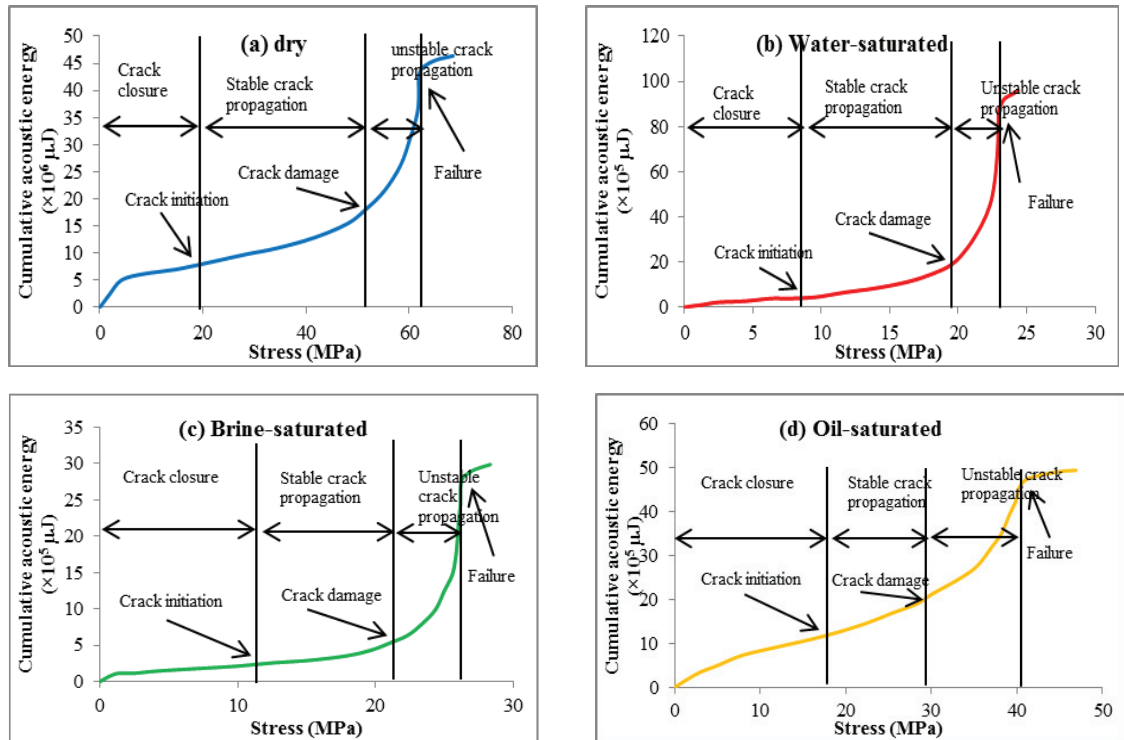 (a) dry
Cumulative acoustic energy
(×10⁶ µJ)
50
45
40
35
30
25
20
15
10
5
0
Crack
closure
Stable crack
propagation
unstable crack
propagation
Crack initiation
Crack damage
Failure
0
20
40
60
80
Stress (MPa)
(b) Water-saturated
Cumulative acoustic energy
(×10⁵ µJ)
120
100
80
60
40
20
0
Crack
closure
Stable crack
propagation
Unstable crack
propagation
Crack initiation
Crack damage
Failure
0
5
10
15
20
25
30
Stress (MPa)
(c) Brine-saturated
Cumulative acoustic energy
(×10⁵ µJ)
35
30
25
20
15
10
5
0
Crack closure
Stable crack
propagation
Unstable
crack
propagation
Crack initiation
Crack damage
Failure
0
10
20
30
Stress (MPa)
(d) Oil-saturated
Cumulative acoustic energy
(×10⁵ µJ)
60
50
40
30
20
10
0
Crack closure
Stable crack
propagation
Unstable crack
propagation
Crack initiation
Crack damage
Failure
0
10
20
30
40
50
Stress (MPa)